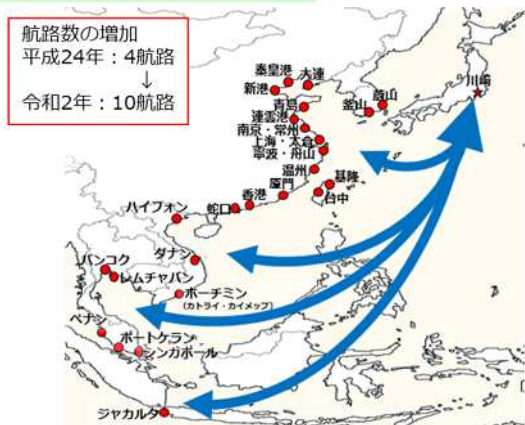 航路数の増加
平成24年：4航路
↓
令和2年：10航路
秦皇港
大連
新港
青島
連雲港
南京・常州
上海・太倉
寧波・舟山
温州
厦門
香港
蛇口
基隆
台中
釜山
蔚山
川崎
ハイフォン
ダナン
バンコク
レムチャバン
ホーチミン
（カトライ・カイメップ）
ペナン
ポートケラン
シンガポール
ジャカルタ